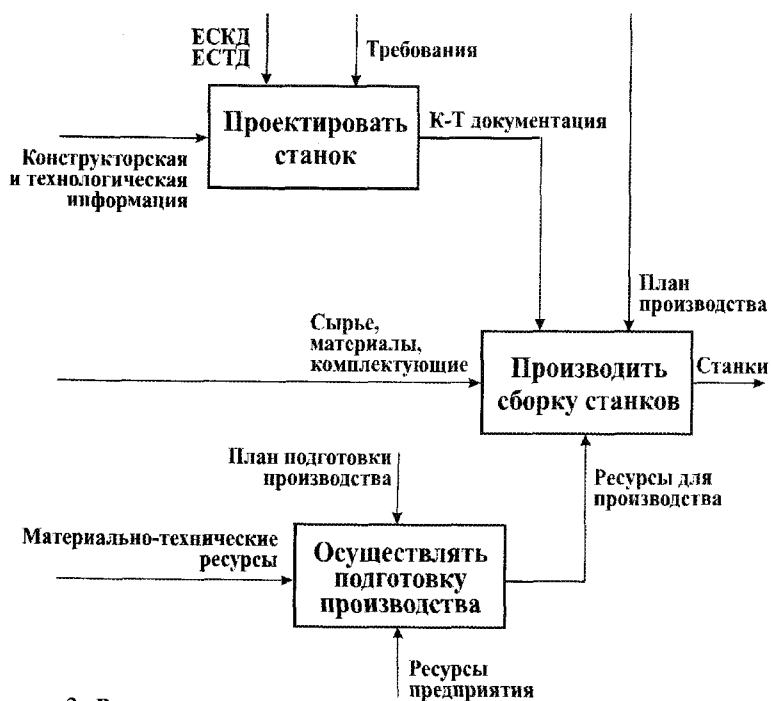 ЕСКД
ЕСТД
Требования
Проектировать
станок
К-Т документация
Конструкторская
и технологическая
информация
План
производства
Сырье,
материалы,
комплектующие
Производить
сборку станков
Станки
План подготовки
производства
Ресурсы для
производства
Материально-технические
ресурсы
Осуществлять
подготовку
производства
Ресурсы
предприятия